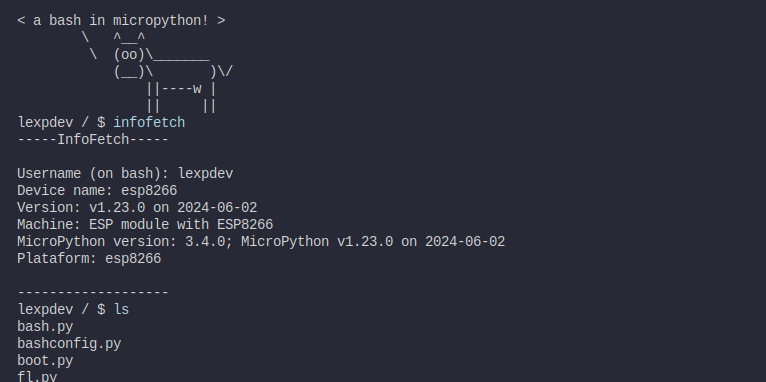 < a bash in micropython! >
        \   ^__^
         \  (oo)\_______
            (__)\       )\/
                ||----w |
                ||     ||
lexpdev / $ infofetch
-----InfoFetch-----
Username (on bash): lexpdev
Device name: esp8266
Version: v1.23.0 on 2024-06-02
Machine: ESP module with ESP8266
MicroPython version: 3.4.0; MicroPython v1.23.0 on 2024-06-02
Plataform: esp8266
-------------------
lexpdev / $ ls
bash.py
bashconfig.py
boot.py
fl.py